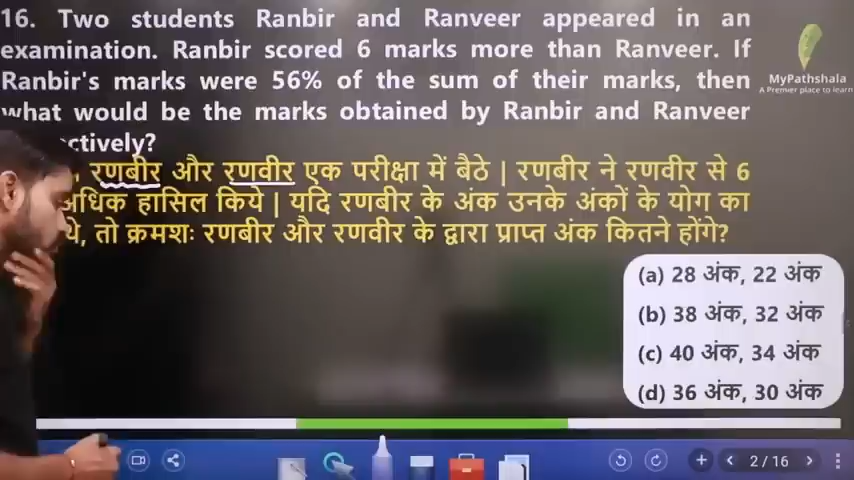 16. Two students Ranbir and Ranveer appeared in an
examination. Ranbir scored 6 marks more than Ranveer. If
Ranbir's marks were 56% of the sum of their marks, then
what would be the marks obtained by Ranbir and Ranveer
ctively?
रणबीर और रणवीर एक परीक्षा में बैठे | रणबीर ने रणवीर से 6
अधिक हासिल किये | यदि रणबीर के अंक उनके अंकों के योग का
थे, तो क्रमशः रणबीर और रणवीर के द्वारा प्राप्त अंक कितने होंगे?
(a) 28 अंक, 22 अंक
(b) 38 अंक, 32 अंक
(c) 40 अंक, 34 अंक
(d) 36 अंक, 30 अंक
MyPathshala
A Premier place to learn
2 / 16